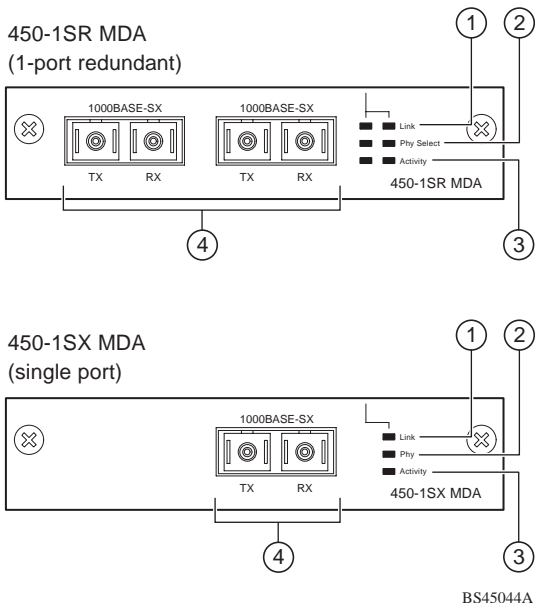 450-1SR MDA
(1-port redundant)
1 2
1000BASE-SX 1000BASE-SX
Link
Phy Select
Activity
TX RX TX RX
450-1SR MDA
4 3
450-1SX MDA
(single port)
1 2
1000BASE-SX
Link
Phy
Activity
TX RX
450-1SX MDA
4 3
BS45044A